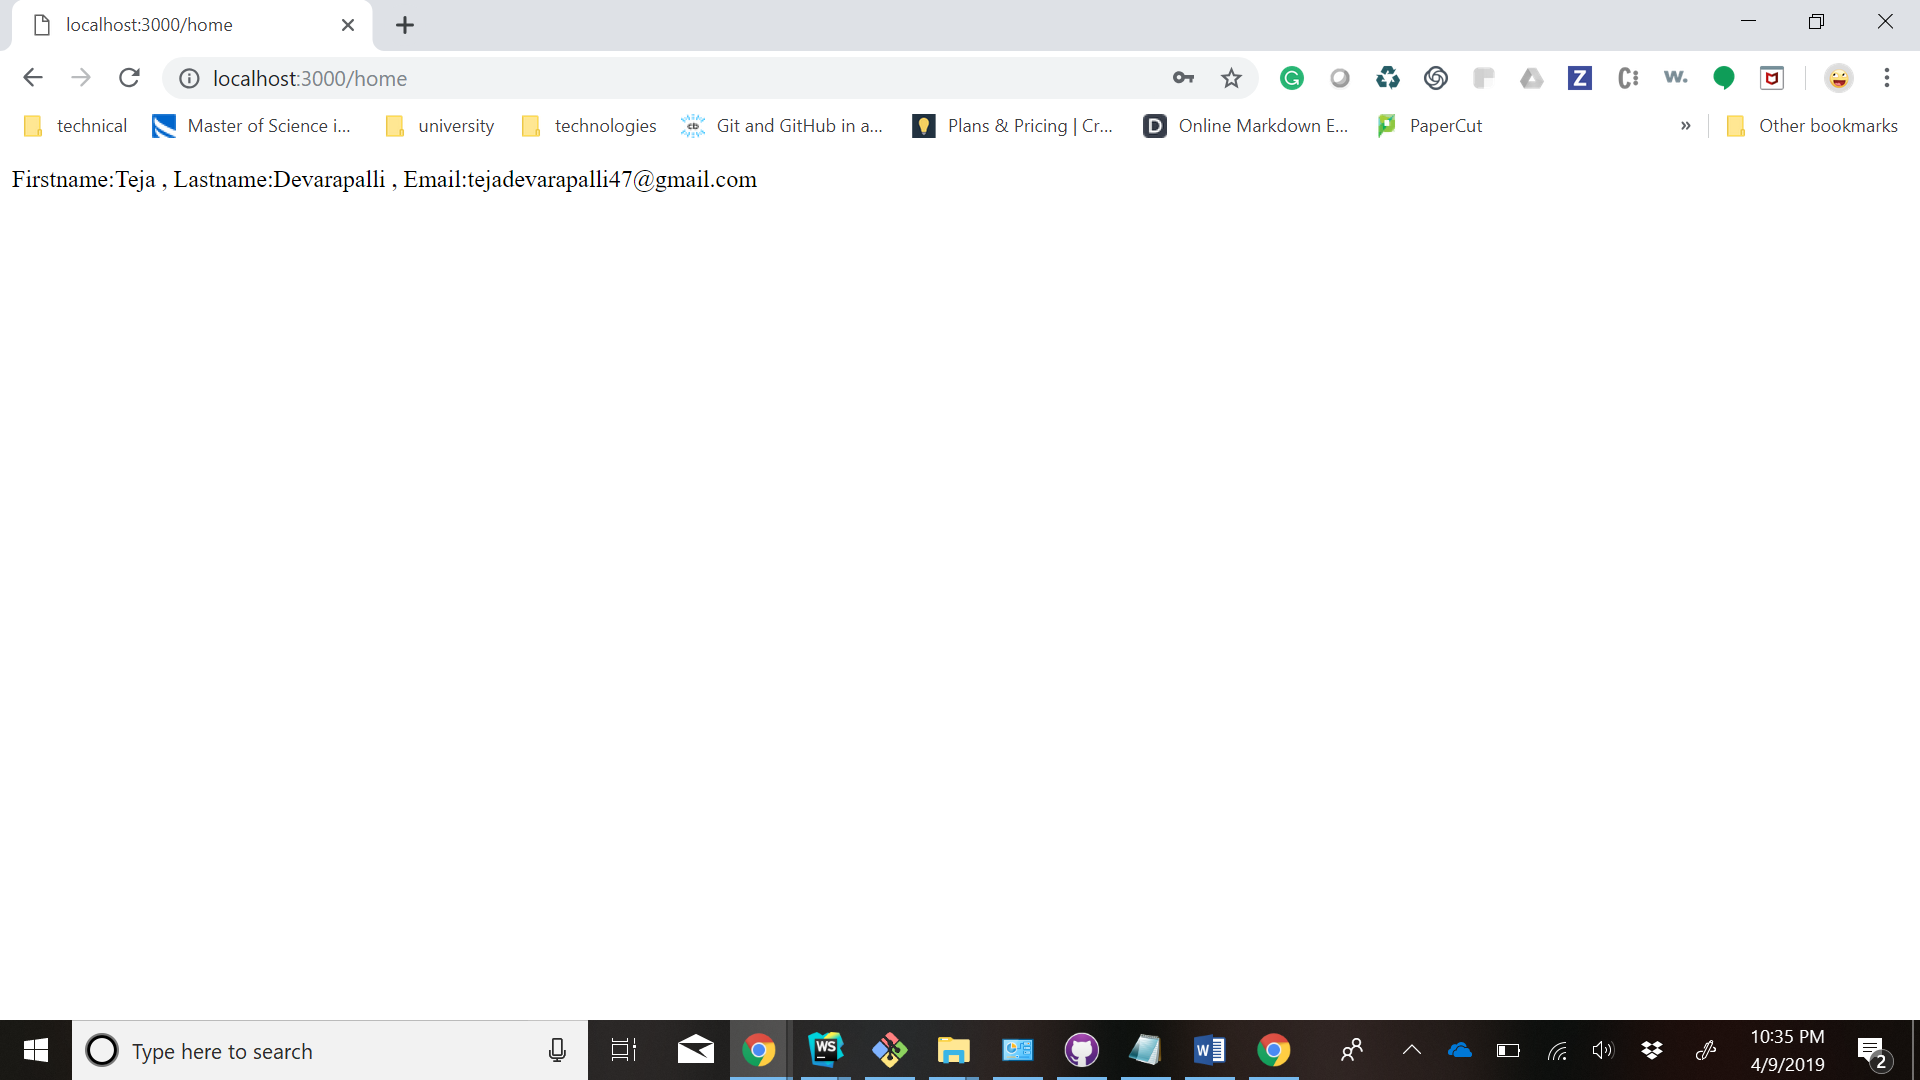 localhost:3000/home
localhost:3000/home
technical Master of Science i... university technologies Git and GitHub in a... Plans & Pricing | Cr... Online Markdown E... PaperCut » Other bookmarks
Firstname:Teja , Lastname:Devarapalli , Email:tejadevarapalli47@gmail.com
Type here to search
10:35 PM
4/9/2019
2